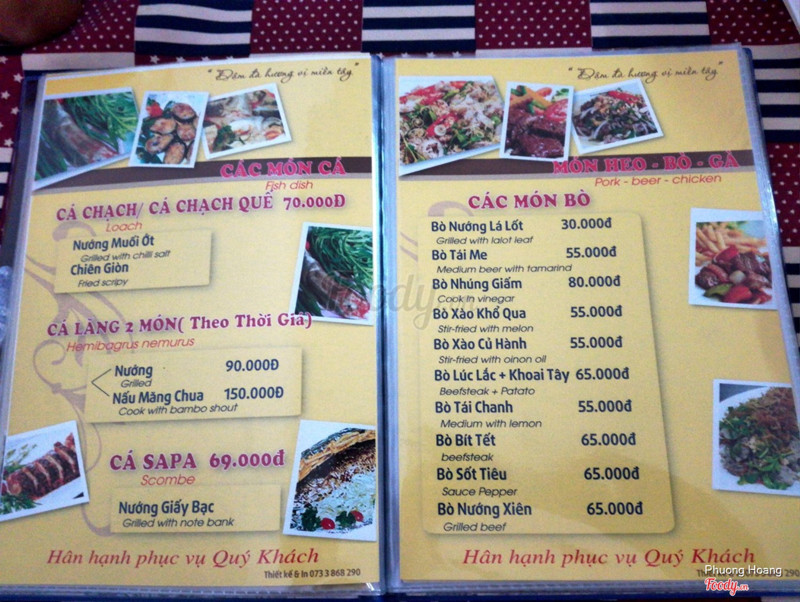 "Đậm đà hương vị miền tây"
CÁC MÓN CÁ
Fish dish
CÁ CHẠCH/ CÁ CHẠCH QUẾ 70.000Đ
Loach
Nướng Muối Ớt
Grilled with chilli salt
Chiên Giòn
Fried scripy
CÁ LĂNG 2 MÓN( Theo Thời Giá)
Hemibagrus nemurus
Nướng 90.000Đ
Grilled
Nấu Măng Chua 150.000Đ
Cook with bambo shout
CÁ SAPA 69.000đ
Scombe
Nướng Giấy Bạc
Grilled with note bank
Hân hạnh phục vụ Quý Khách
Thiết kế & In 073 3 868 290
"Đậm đà hương vị miền tây"
MÓN HEO - BÒ - GÀ
Pork - beer - chicken
CÁC MÓN BÒ
Bò Nướng Lá Lốt 30.000đ
Grilled with lalot leaf
Bò Tái Me 55.000đ
Medium beer with tamarind
Bò Nhúng Giấm 80.000đ
Cook in vinegar
Bò Xào Khổ Qua 55.000đ
Stir-fried with melon
Bò Xào Củ Hành 55.000đ
Stir-fried with oinon oil
Bò Lúc Lắc + Khoai Tây 65.000đ
Beefsteak + Patato
Bò Tái Chanh 55.000đ
Medium with lemon
Bò Bít Tết 65.000đ
beefsteak
Bò Sốt Tiêu 65.000đ
Sauce Pepper
Bò Nướng Xiên 65.000đ
Grilled beef
Hân hạnh phục vụ Quý Khách
Phuong Hoang
Foody.vn